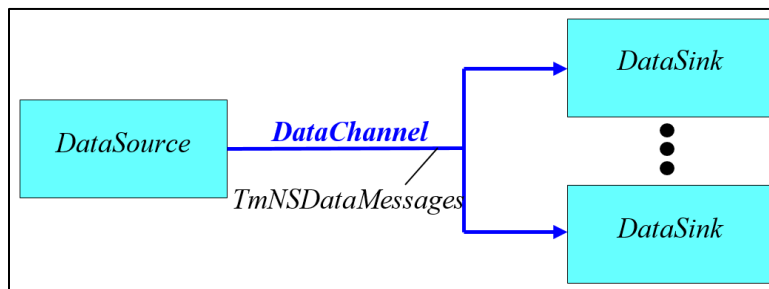 DataSink
DataChannel
DataSource
TmNSDataMessages
DataSink